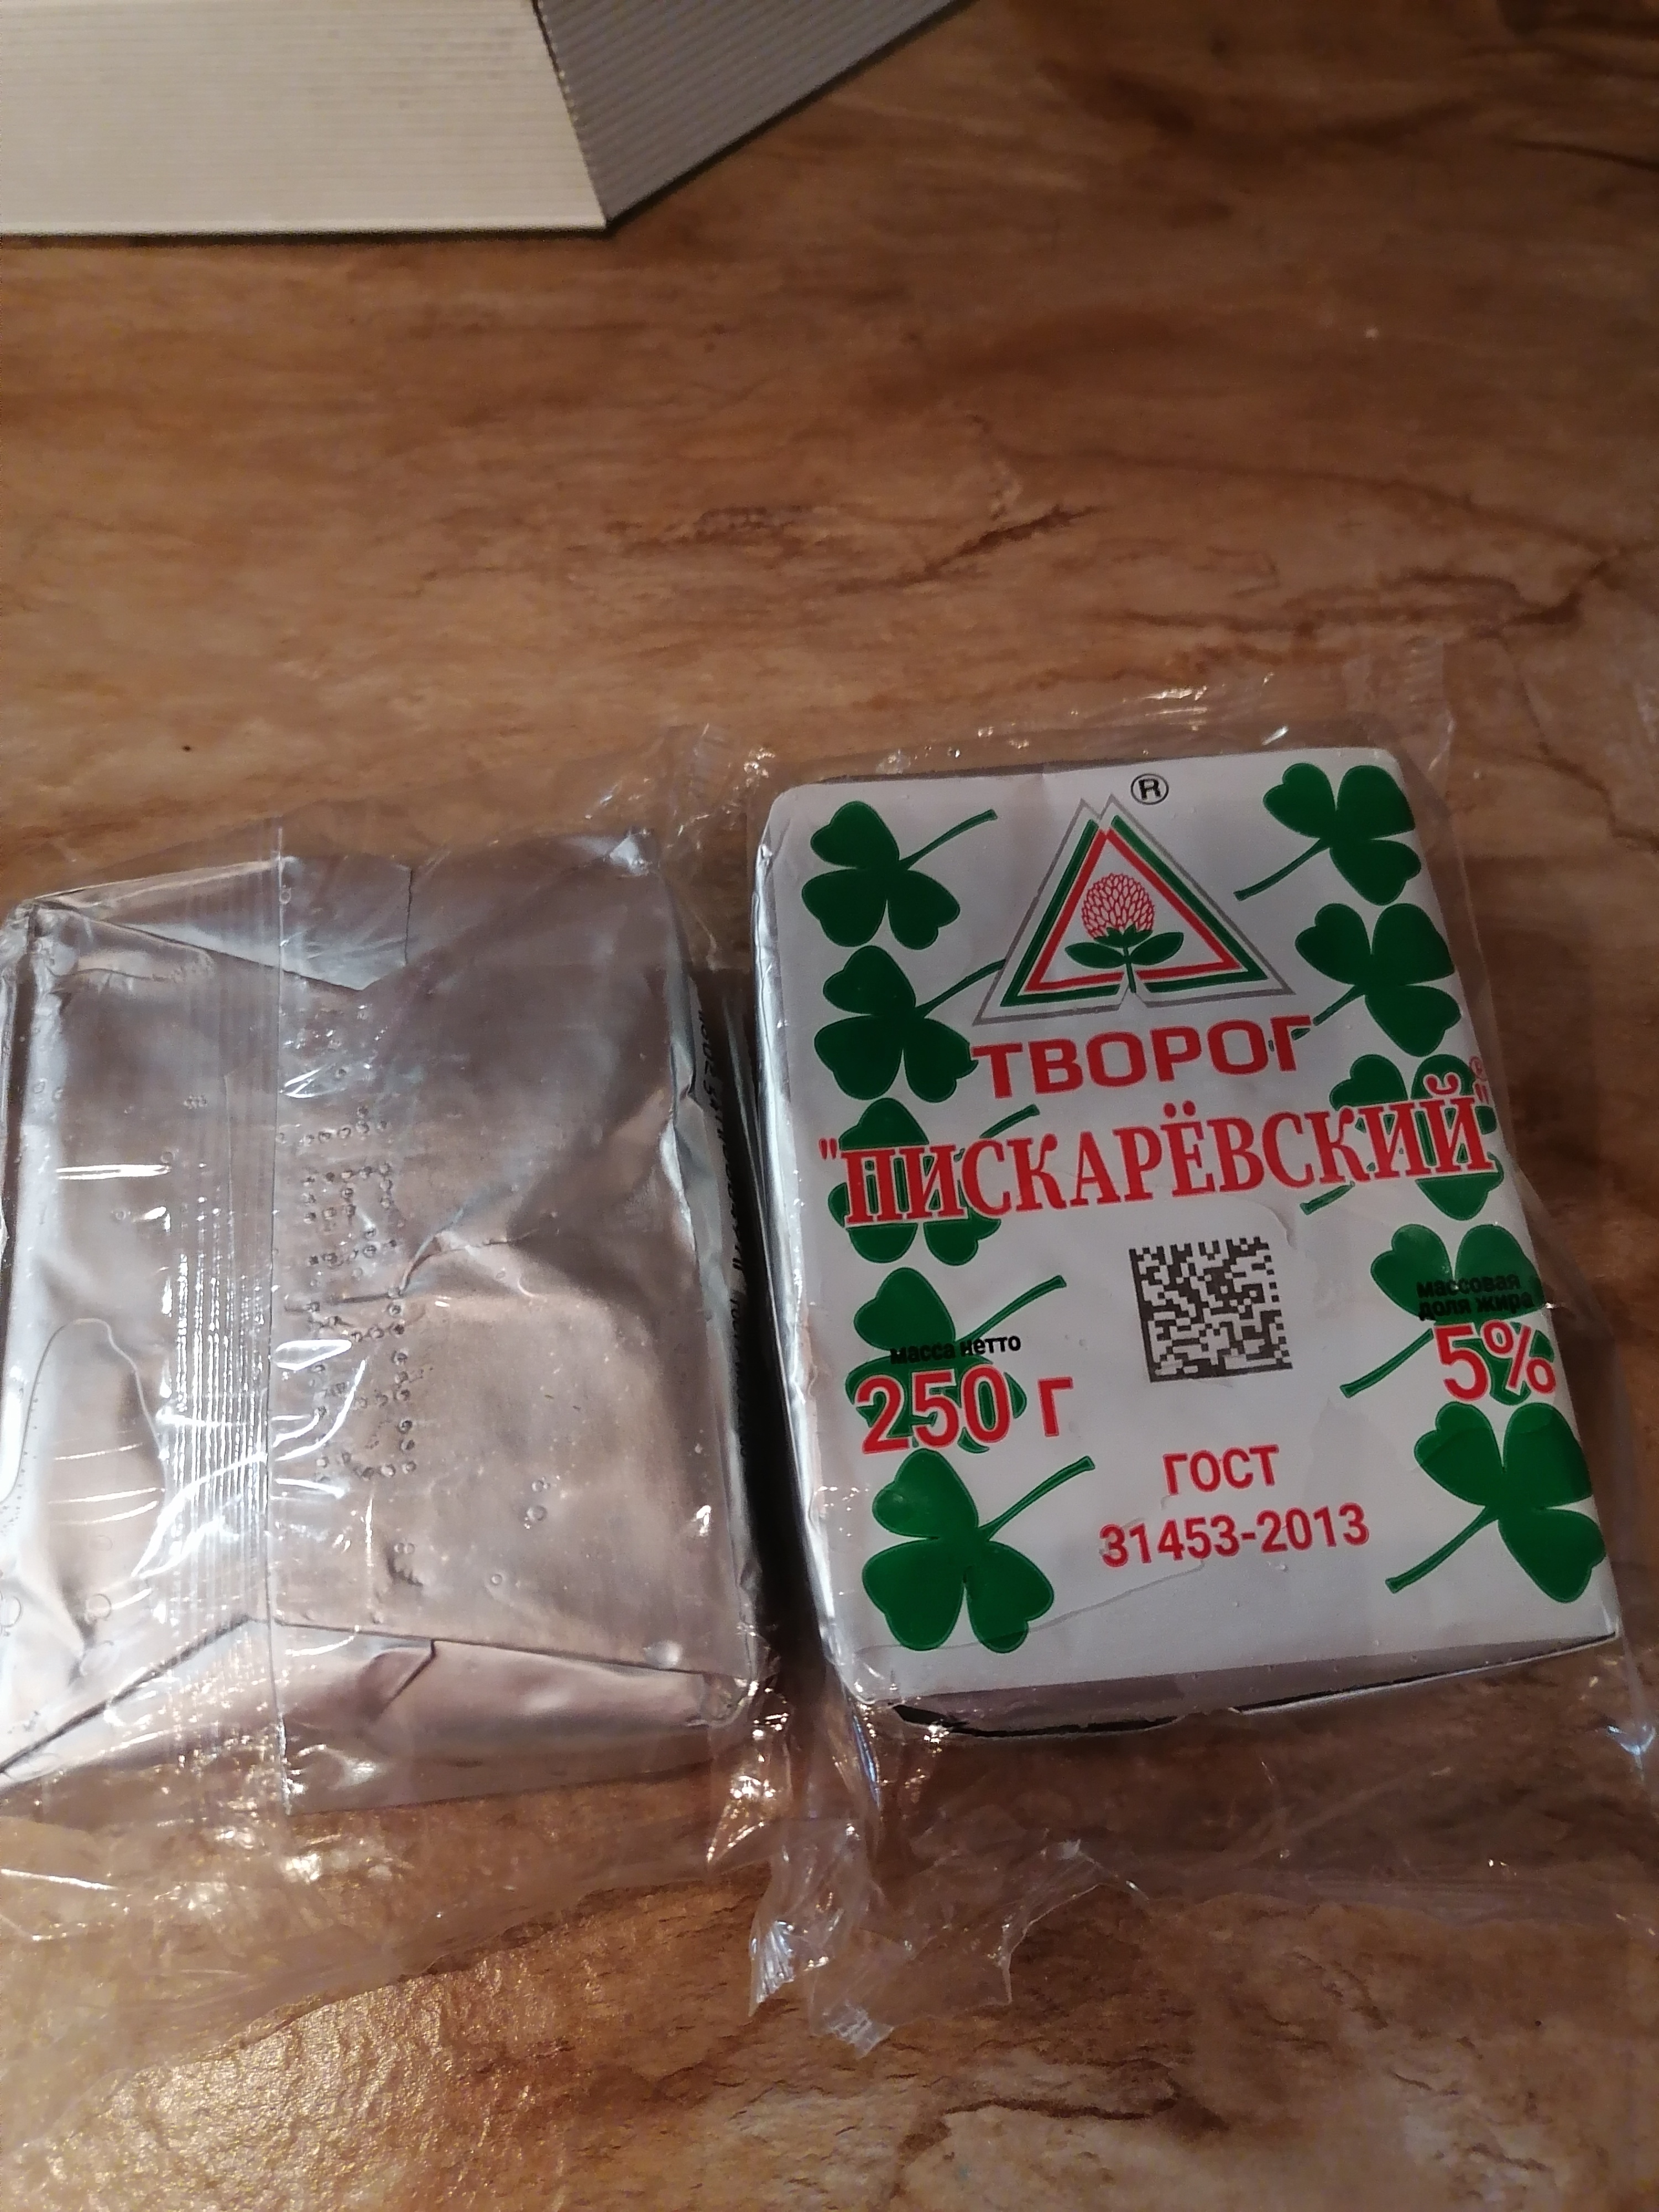 ®
ТВОРОГ
"ПИСКАРЁВСКИЙ"®
массовая
доля жира
5%
масса нетто
250 г
ГОСТ
31453-2013